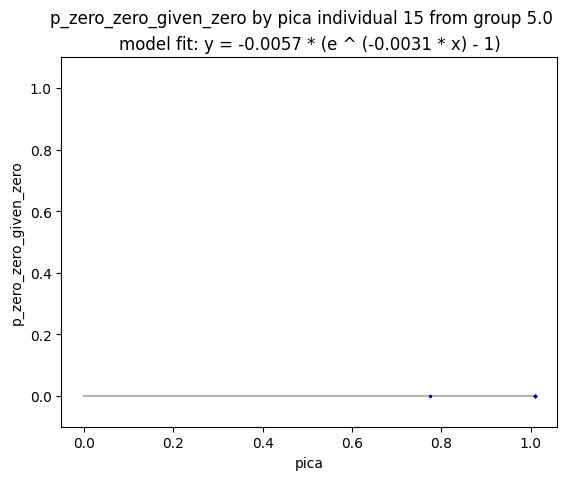 p_zero_zero_given_zero by pica individual 15 from group 5.0
model fit: y = -0.0057 * (e ^ (-0.0031 * x) - 1)
p_zero_zero_given_zero
1.0
0.8
0.6
0.4
0.2
0.0
0.0 0.2 0.4 0.6 0.8 1.0
pica